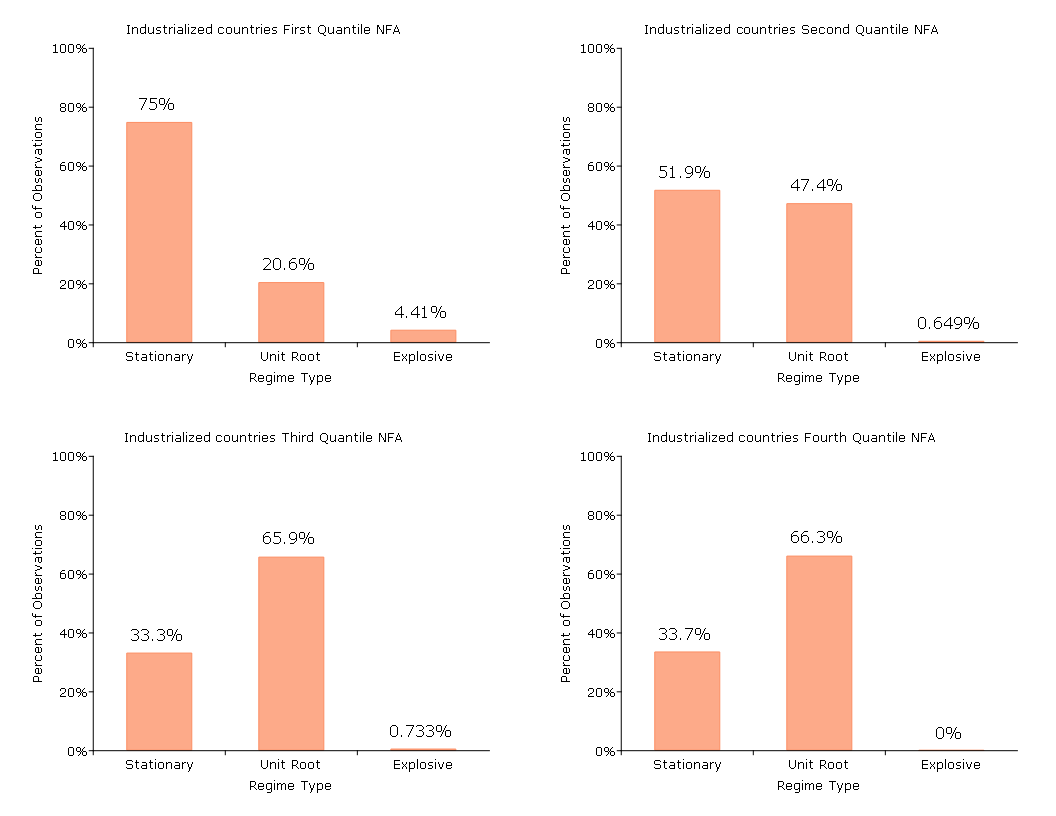 Industrialized countries First Quantile NFA
100%
80%
60%
40%
20%
0%
Percent of Observations
75%
20.6%
4.41%
Stationary
Unit Root
Explosive
Regime Type
Industrialized countries Second Quantile NFA
100%
80%
60%
40%
20%
0%
Percent of Observations
51.9%
47.4%
0.649%
Stationary
Unit Root
Explosive
Regime Type
Industrialized countries Third Quantile NFA
100%
80%
60%
40%
20%
0%
Percent of Observations
33.3%
65.9%
0.733%
Stationary
Unit Root
Explosive
Regime Type
Industrialized countries Fourth Quantile NFA
100%
80%
60%
40%
20%
0%
Percent of Observations
33.7%
66.3%
0%
Stationary
Unit Root
Explosive
Regime Type